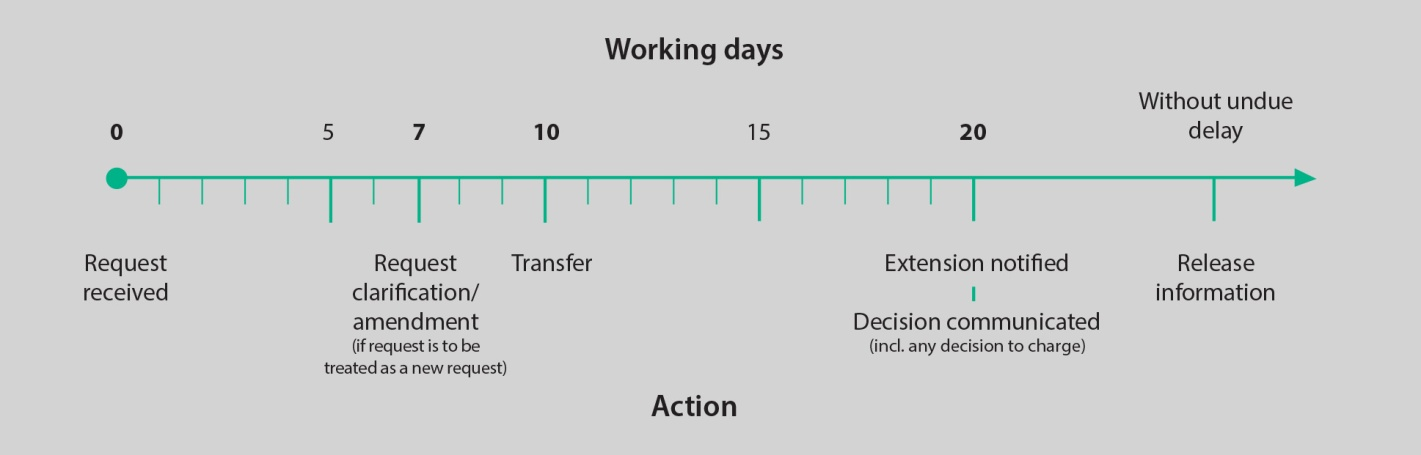 Working days
Without undue
delay
0 5 7 10 15 20
Request
received
Request
clarification/
amendment
(if request is to be
treated as a new request)
Transfer
Extension notified
Decision communicated
(incl. any decision to charge)
Release
information
Action